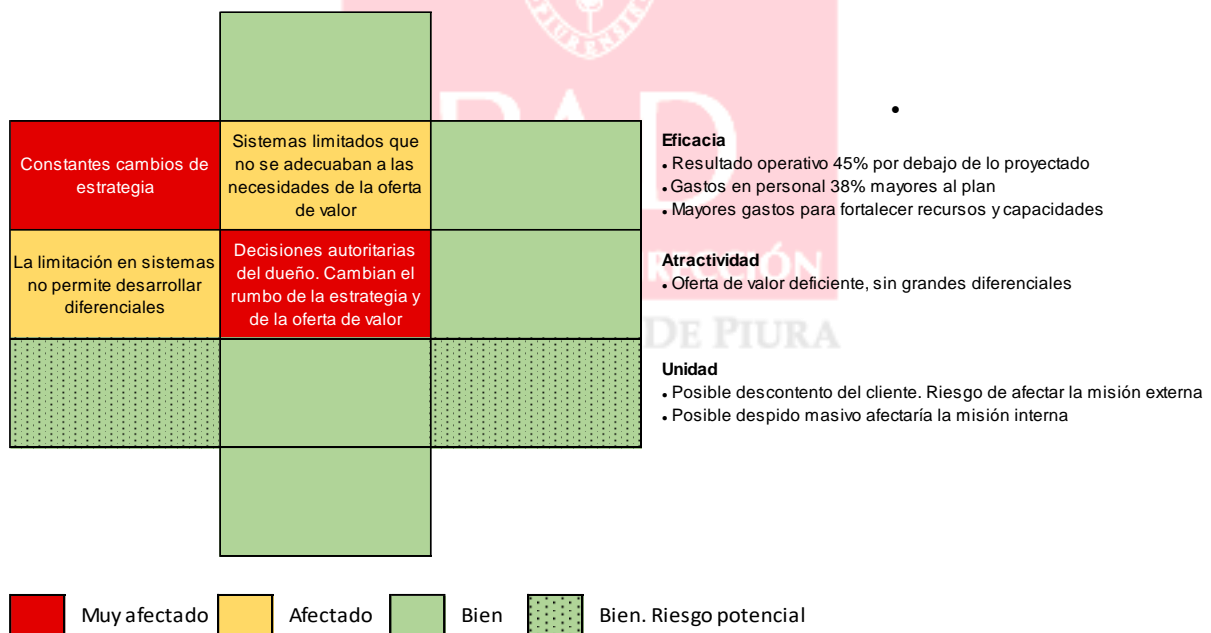 PIURENSIS
PAD
Constantes cambios de
estrategia
Sistemas limitados que
no se adecuaban a las
necesidades de la oferta
de valor
Eficacia
• Resultado operativo 45% por debajo de lo proyectado
• Gastos en personal 38% mayores al plan
• Mayores gastos para fortalecer recursos y capacidades
La limitación en sistemas
no permite desarrollar
diferenciales
Decisiones autoritarias
del dueño. Cambian el
rumbo de la estrategia y
de la oferta de valor
RECCIÓN
Atractividad
• Oferta de valor deficiente, sin grandes diferenciales
DE PIURA
Unidad
• Posible descontento del cliente. Riesgo de afectar la misión externa
• Posible despido masivo afectaría la misión interna
Muy afectado
Afectado
Bien
Bien. Riesgo potencial